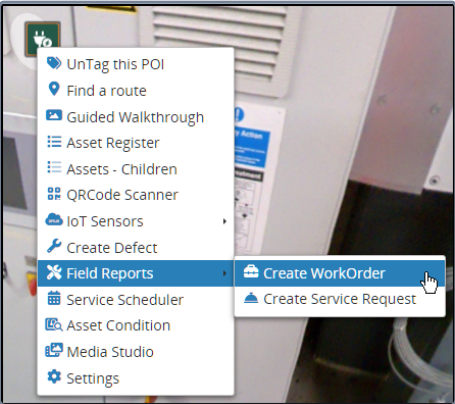 UnTag this POI
Find a route
Guided Walkthrough
Asset Register
Assets - Children
QRCode Scanner
IoT Sensors
Create Defect
Field Reports
Create WorkOrder
Service Scheduler
Create Service Request
Asset Condition
Media Studio
Settings